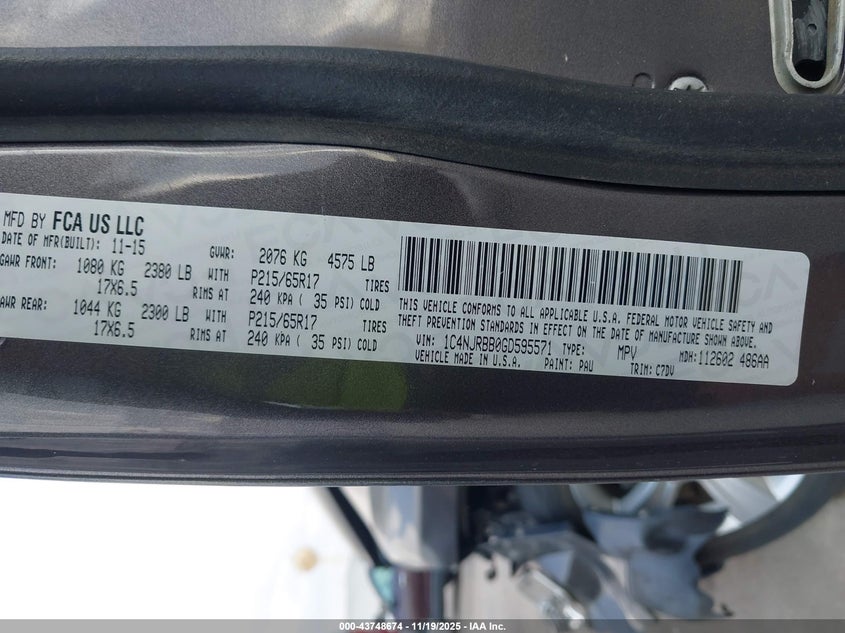 MFD BY FCA US LLC
DATE OF MFR(BUILT): 11-15 GVWR: 2076 KG 4575 LB
GAWR FRONT: 1080 KG 2380 LB WITH P215/65R17 TIRES
17X6.5 RIMS AT 240 KPA ( 35 PSI) COLD
AWR REAR: 1044 KG 2300 LB WITH P215/65R17 TIRES
17X6.5 RIMS AT 240 KPA ( 35 PSI) COLD
THIS VEHICLE CONFORMS TO ALL APPLICABLE U.S.A. FEDERAL MOTOR VEHICLE SAFETY AND
THEFT PREVENTION STANDARDS IN EFFECT ON THE DATE OF MANUFACTURE SHOWN ABOVE.
VIN: 1C4NJRBB0GD595571 TYPE: MPV MDH:112602 486AA
VEHICLE MADE IN U.S.A. PAINT: PAU TRIM: C7DV
000-43748674 - 11/19/2025 - IAA Inc.